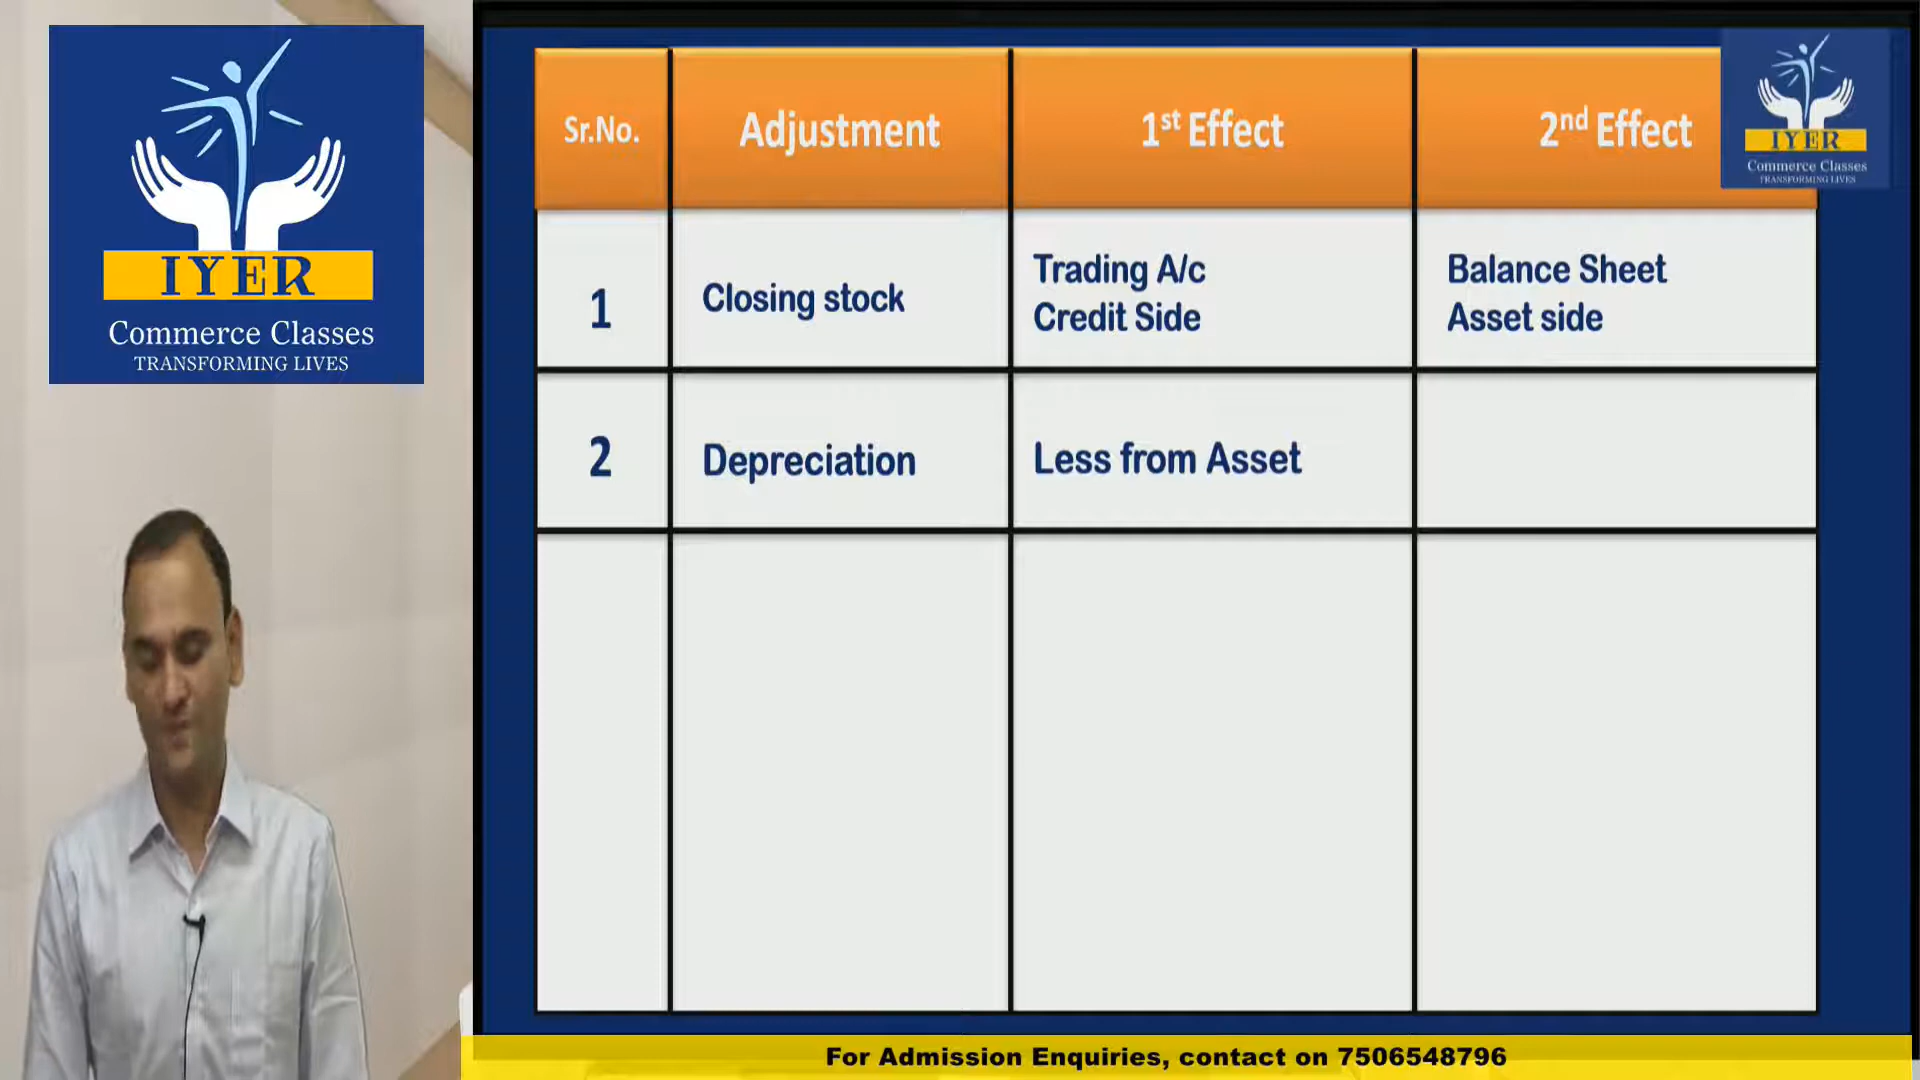 IYER
Commerce Classes
TRANSFORMING LIVES
Sr.No.
Adjustment
1st Effect
2nd Effect
IYER
Commerce Classes
TRANSFORMING LIVES
1
Closing stock
Trading A/c
Credit Side
Balance Sheet
Asset side
2
Depreciation
Less from Asset
For Admission Enquiries, contact on 7506548796